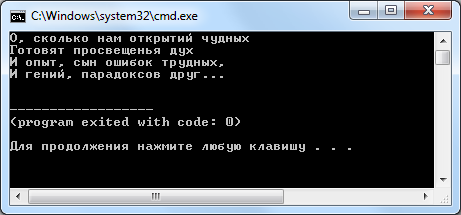 C:\Windows\system32\cmd.exe
О, сколько нам открытий чудных
Готовят просвещенья дух
И опыт, сын ошибок трудных,
И гений, парадоксов друг...
------------------
(program exited with code: 0)
Для продолжения нажмите любую клавишу . . .